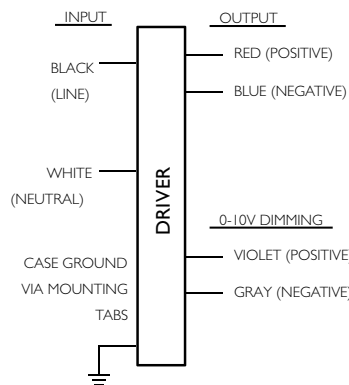 INPUT
BLACK
(LINE)
WHITE
(NEUTRAL)
CASE GROUND
VIA MOUNTING
TABS
DRIVER
OUTPUT
RED (POSITIVE)
BLUE (NEGATIVE)
0-10V DIMMING
VIOLET (POSITIVE)
GRAY (NEGATIVE)